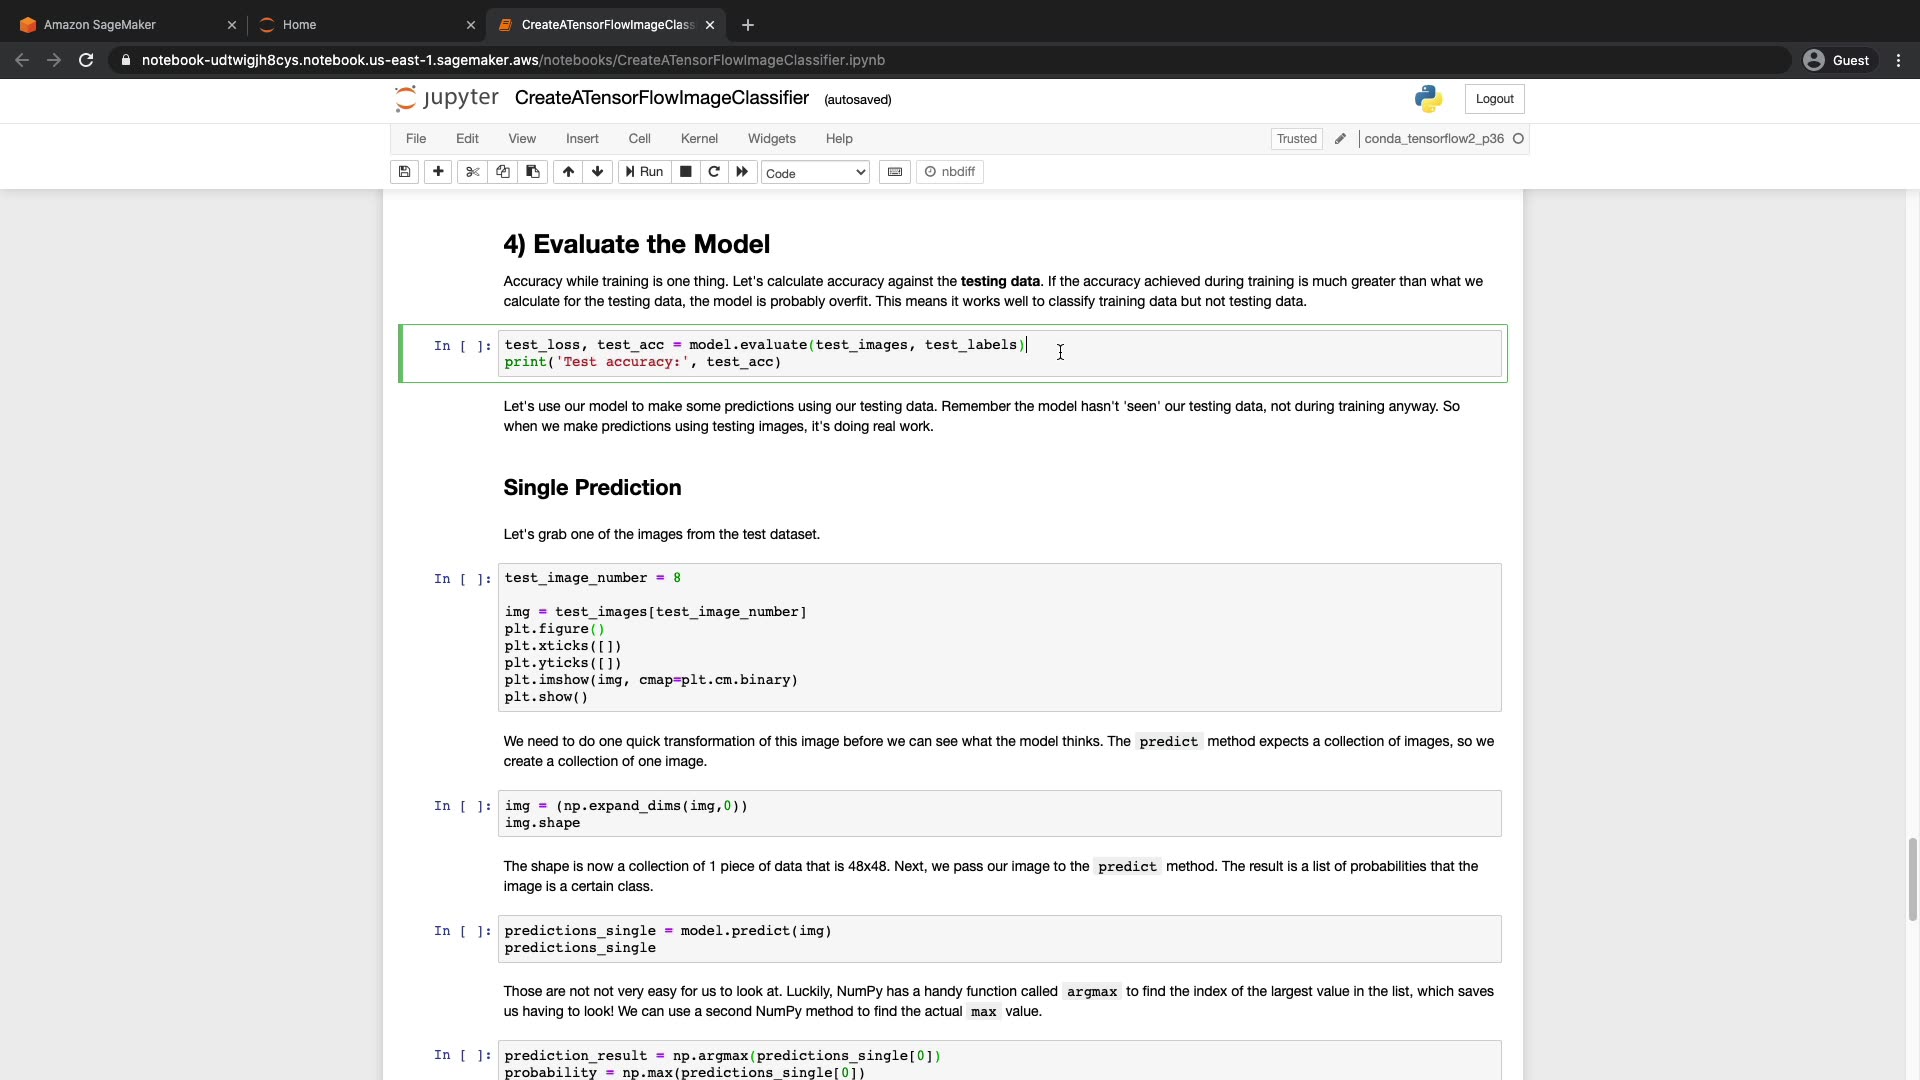 Amazon SageMaker
Home
CreateATensorFlowImageClas
notebook-udtwigjh8cys.notebook.us-east-1.sagemaker.aws/notebooks/CreateATensorFlowImageClassifier.ipynb
Guest
jupyter CreateATensorFlowImageClassifier (autosaved)
Logout
File Edit View Insert Cell Kernel Widgets Help
Trusted conda_tensorflow2_p36
Run Code nbdiff
4) Evaluate the Model
Accuracy while training is one thing. Let's calculate accuracy against the testing data. If the accuracy achieved during training is much greater than what we
calculate for the testing data, the model is probably overfit. This means it works well to classify training data but not testing data.
In [ ]: test_loss, test_acc = model.evaluate(test_images, test_labels)
print('Test accuracy:', test_acc)
Let's use our model to make some predictions using our testing data. Remember the model hasn't 'seen' our testing data, not during training anyway. So
when we make predictions using testing images, it's doing real work.
Single Prediction
Let's grab one of the images from the test dataset.
In [ ]: test_image_number = 8
img = test_images[test_image_number]
plt.figure()
plt.xticks([])
plt.yticks([])
plt.imshow(img, cmap=plt.cm.binary)
plt.show()
We need to do one quick transformation of this image before we can see what the model thinks. The predict method expects a collection of images, so we
create a collection of one image.
In [ ]: img = (np.expand_dims(img,0))
img.shape
The shape is now a collection of 1 piece of data that is 48x48. Next, we pass our image to the predict method. The result is a list of probabilities that the
image is a certain class.
In [ ]: predictions_single = model.predict(img)
predictions_single
Those are not not very easy for us to look at. Luckily, NumPy has a handy function called argmax to find the index of the largest value in the list, which saves
us having to look! We can use a second NumPy method to find the actual max value.
In [ ]: prediction_result = np.argmax(predictions_single[0])
probability = np.max(predictions_single[0])